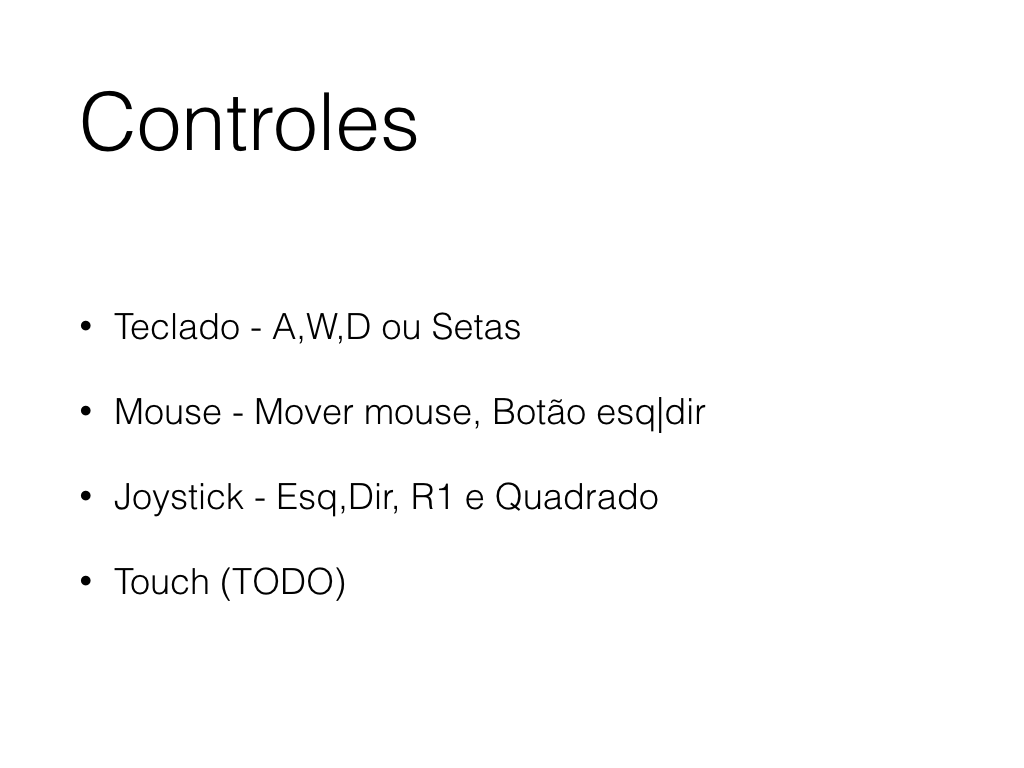 Controles
• Teclado - A,W,D ou Setas
• Mouse - Mover mouse, Botão esq|dir
• Joystick - Esq,Dir, R1 e Quadrado
• Touch (TODO)